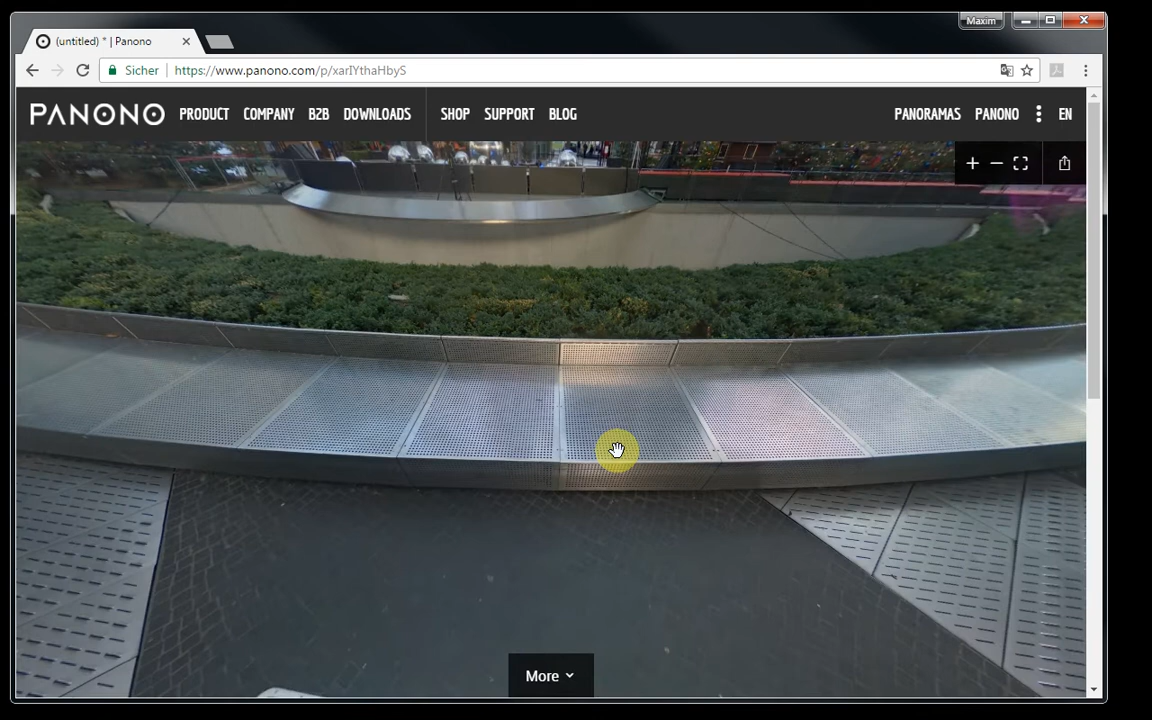 Maxim
(untitled) * | Panono
Sicher https://www.panono.com/p/xarIYthaHbyS
PANONO PRODUCT COMPANY B2B DOWNLOADS SHOP SUPPORT BLOG PANORAMAS PANONO EN
More